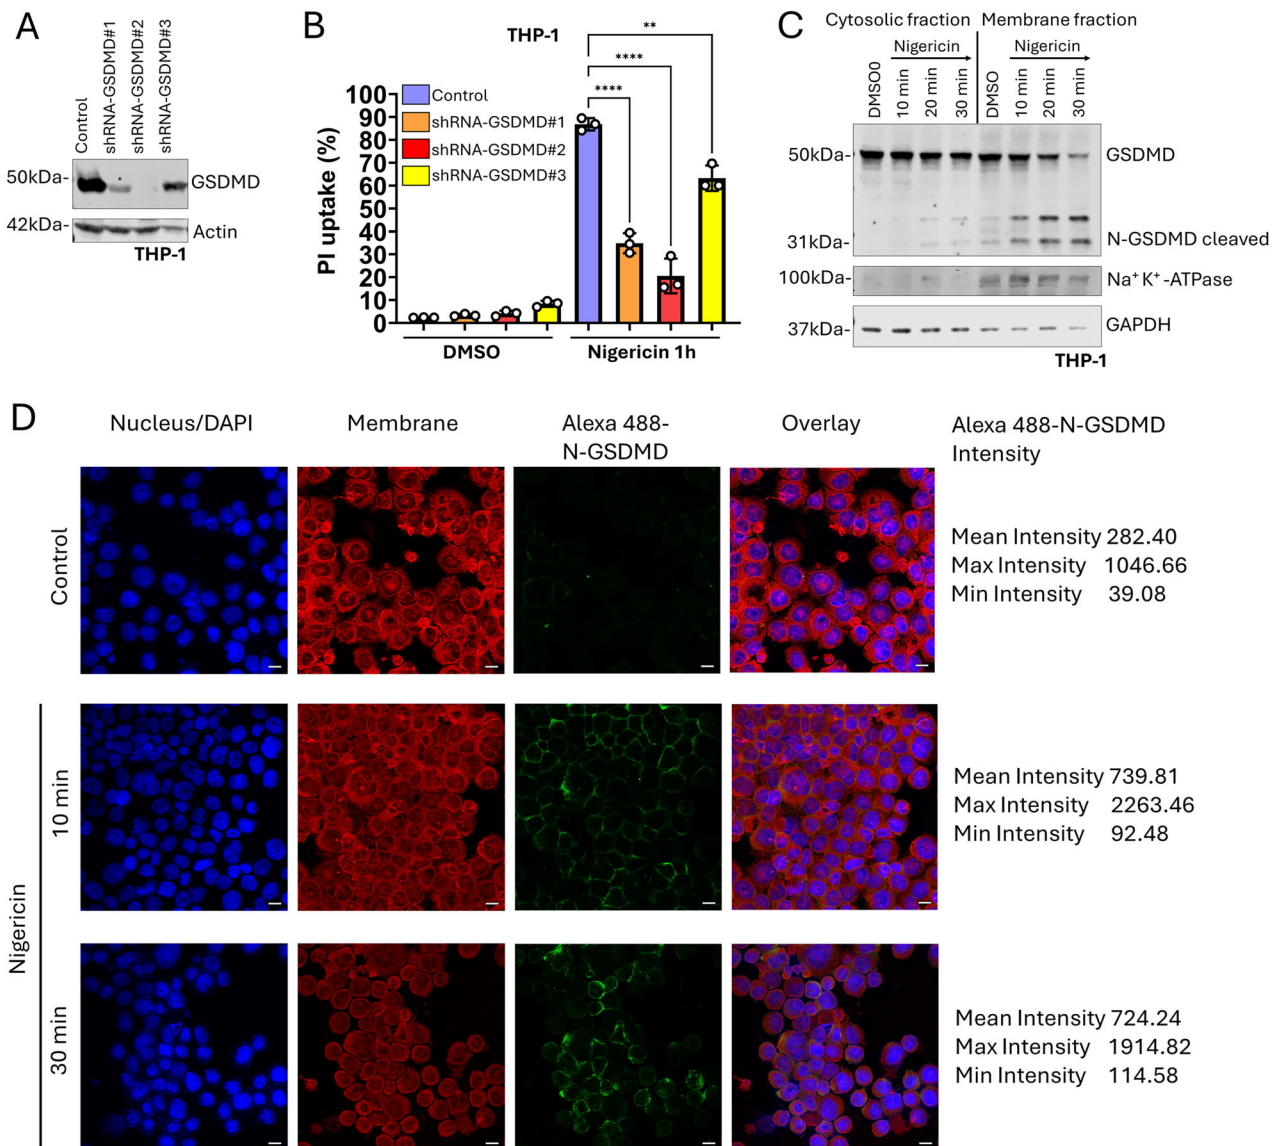 A
Control
shRNA-GSDMD#1
shRNA-GSDMD#2
shRNA-GSDMD#3
50kDa-
GSDMD
42kDa-
Actin
THP-1
B
THP-1
**
****
****
PI uptake (%)
100
90
80
70
60
50
40
30
20
10
0
Control
shRNA-GSDMD#1
shRNA-GSDMD#2
shRNA-GSDMD#3
DMSO
Nigericin 1h
C
Cytosolic fraction
Membrane fraction
Nigericin
Nigericin
DMSO0
10 min
20 min
30 min
DMSO
10 min
20 min
30 min
50kDa-
GSDMD
31kDa-
N-GSDMD cleaved
100kDa-
Na⁺ K⁺ -ATPase
37kDa-
GAPDH
THP-1
D
Nucleus/DAPI
Membrane
Alexa 488-
N-GSDMD
Overlay
Alexa 488-N-GSDMD
Intensity
Control
Mean Intensity 282.40
Max Intensity 1046.66
Min Intensity 39.08
Nigericin
10 min
Mean Intensity 739.81
Max Intensity 2263.46
Min Intensity 92.48
30 min
Mean Intensity 724.24
Max Intensity 1914.82
Min Intensity 114.58